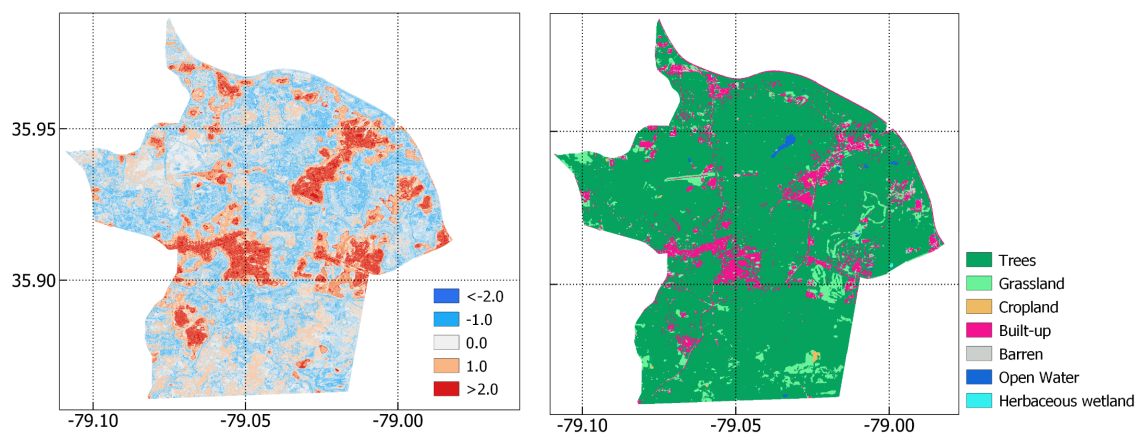 35.95
35.90
<-2.0
-1.0
0.0
1.0
>2.0
-79.10
-79.05
-79.00
Trees
Grassland
Cropland
Built-up
Barren
Open Water
Herbaceous wetland
-79.10
-79.05
-79.00